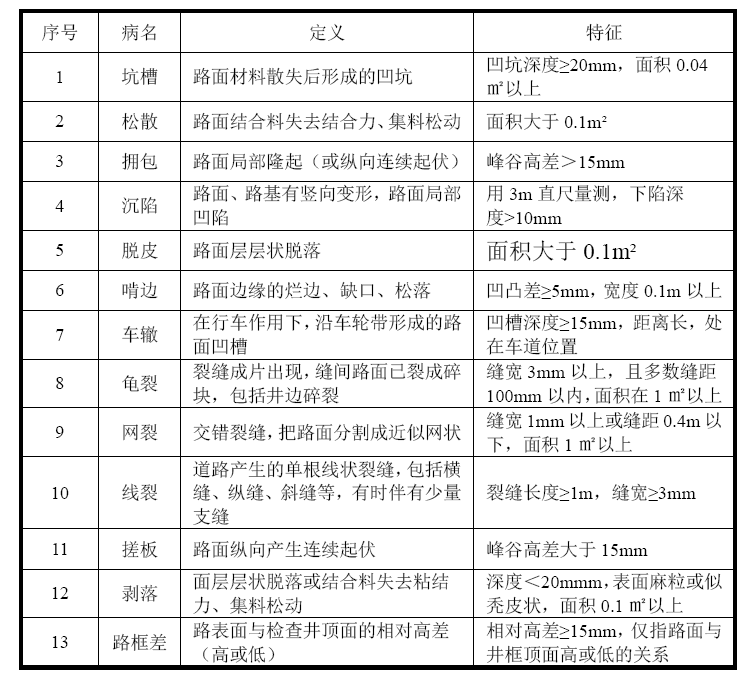 序号 病名 定义 特征
1 坑槽 路面材料散失后形成的凹坑 凹坑深度≥20mm，面积 0.04
㎡以上
2 松散 路面结合料失去结合力、集料松动 面积大于 0.1m²
3 拥包 路面局部隆起（或纵向连续起伏） 峰谷高差＞15mm
4 沉陷 路面、路基有竖向变形，路面局部
凹陷
用 3m 直尺量测，下陷深
度>10mm
5 脱皮 路面层层状脱落 面积大于 0.1m²
6 啃边 路面边缘的烂边、缺口、松落 凹凸差≥5mm，宽度 0.1m 以上
7 车辙 在行车作用下，沿车轮带形成的路
面凹槽
凹槽深度≥15mm，距离长，处
在车道位置
8 龟裂 裂缝成片出现，缝间路面已裂成碎
块，包括井边碎裂
缝宽 3mm 以上，且多数缝距
100mm 以内，面积在 1 ㎡以上
9 网裂 交错裂缝，把路面分割成近似网状 缝宽 1mm 以上或缝距 0.4m 以
下，面积 1 ㎡以上
10 线裂 道路产生的单根线状裂缝，包括横
缝、纵缝、斜缝等，有时伴有少量
支缝
裂缝长度≥1m，缝宽≥3mm
11 搓板 路面纵向产生连续起伏 峰谷高差大于 15mm
12 剥落 面层层状脱落或结合料失去粘结
力、集料松动
深度＜20mmm，表面麻粒或似
秃皮状，面积 0.1 ㎡以上
13 路框差 路表面与检查井顶面的相对高差
（高或低）
相对高差≥15mm，仅指路面与
井框顶面高或低的关系